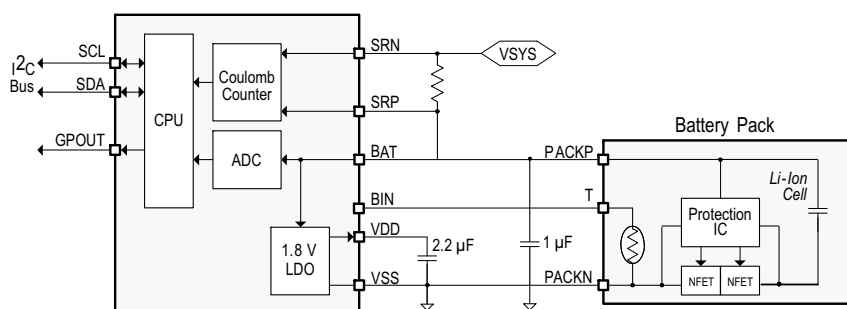 SCL
I2C
Bus
SDA
GPOUT
CPU
Coulomb
Counter
ADC
1.8 V
LDO
SRN
VSYS
SRP
BAT
BIN
VDD
VSS
2.2 µF
1 µF
PACKP
T
PACKN
Battery Pack
Li-Ion
Cell
Protection
IC
NFET
NFET